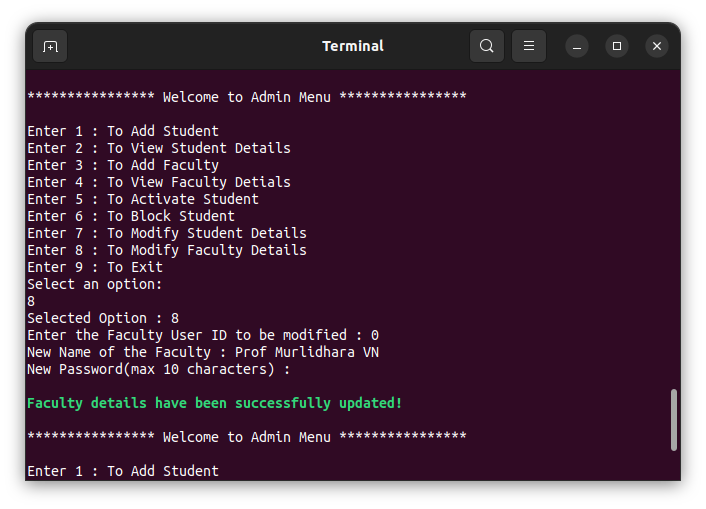 Terminal
**************** Welcome to Admin Menu ****************
Enter 1 : To Add Student
Enter 2 : To View Student Details
Enter 3 : To Add Faculty
Enter 4 : To View Faculty Detials
Enter 5 : To Activate Student
Enter 6 : To Block Student
Enter 7 : To Modify Student Details
Enter 8 : To Modify Faculty Details
Enter 9 : To Exit
Select an option:
8
Selected Option : 8
Enter the Faculty User ID to be modified : 0
New Name of the Faculty : Prof Murlidhara VN
New Password(max 10 characters) :
Faculty details have been successfully updated!
**************** Welcome to Admin Menu ****************
Enter 1 : To Add Student